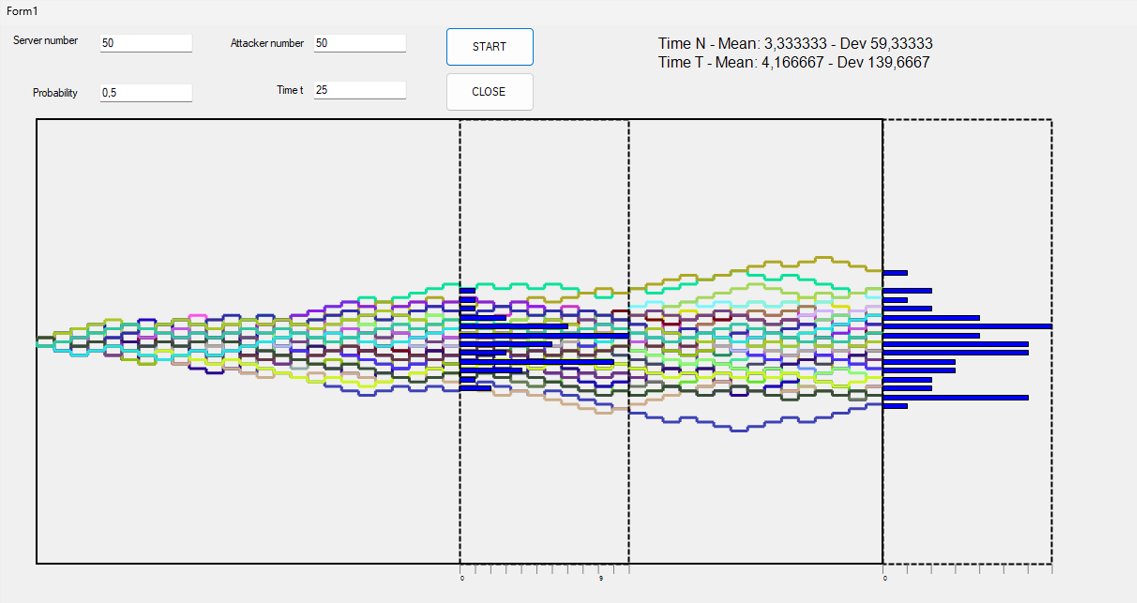 Form1
Server number 50 Attacker number 50 START
Probability 0,5 Time t 25 CLOSE
Time N - Mean: 3,333333 - Dev 59,33333
Time T - Mean: 4,166667 - Dev 139,6667
0 9 0